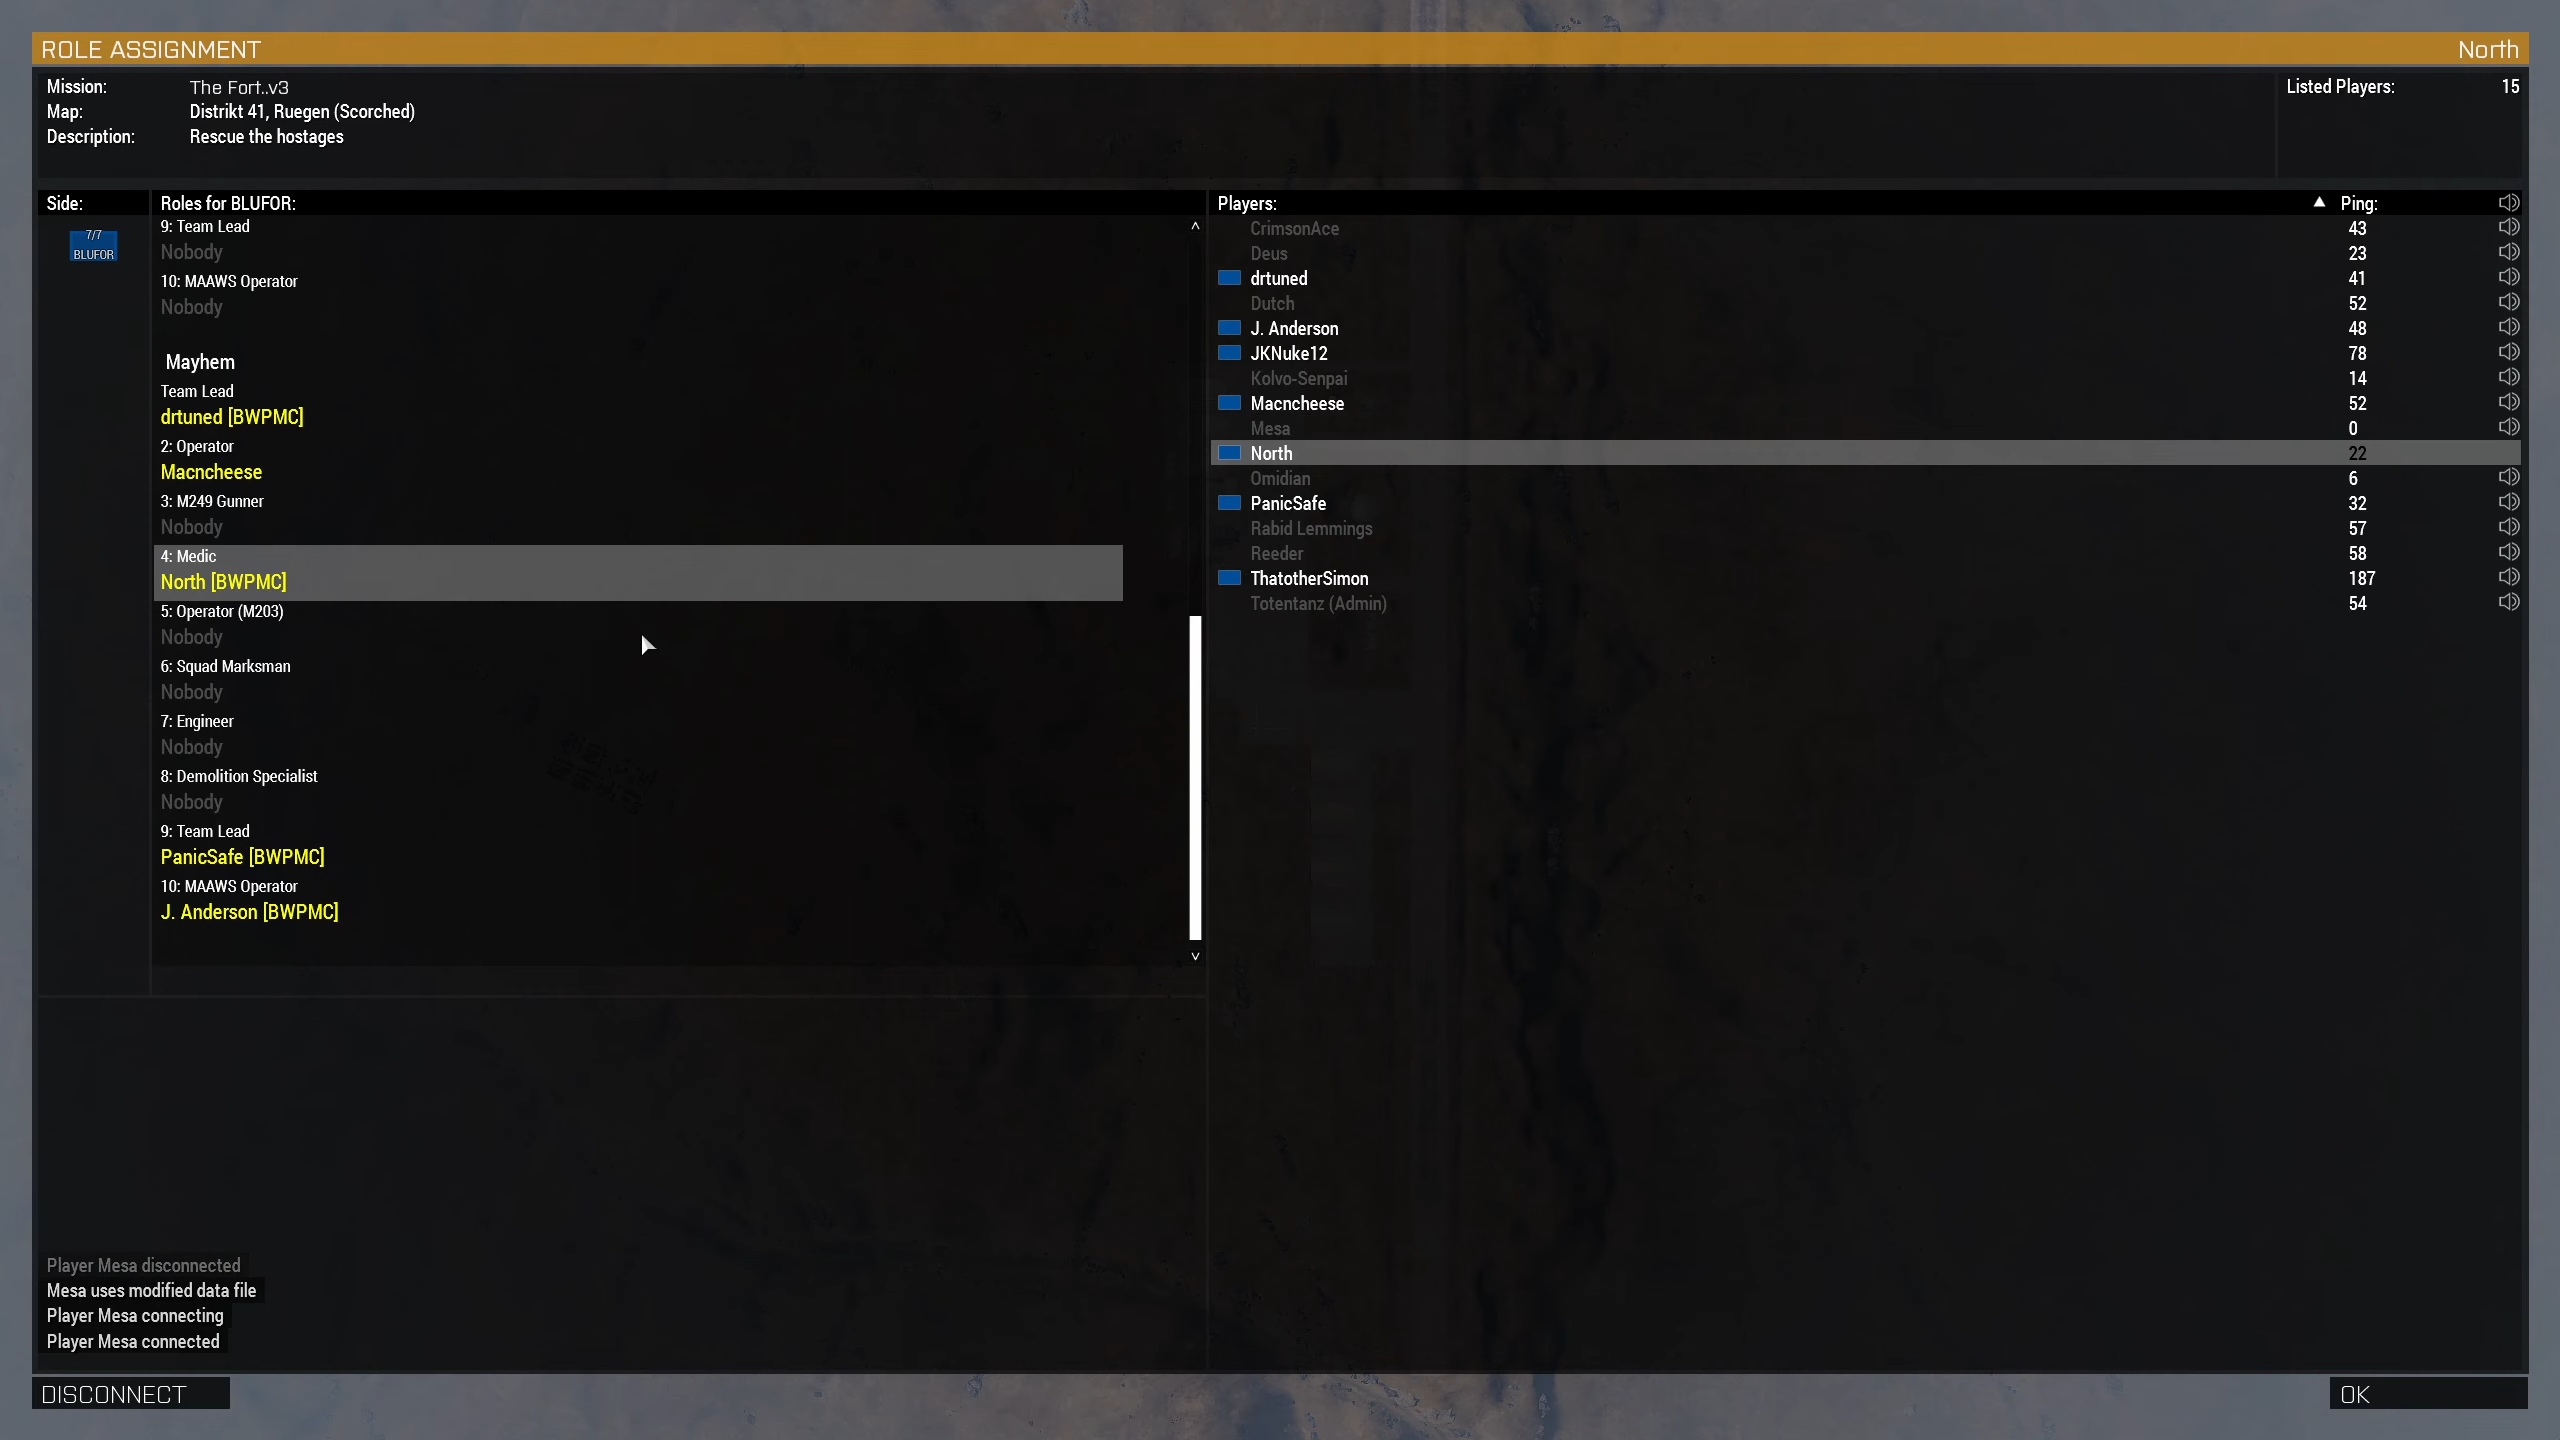 ROLE ASSIGNMENT North
Mission: The Fort..v3
Listed Players: 15
Map: Distrikt 41, Ruegen (Scorched)
Description: Rescue the hostages
Side:
7/7
BLUFOR
Roles for BLUFOR:
9: Team Lead
Nobody
10: MAAWS Operator
Nobody
Mayhem
Team Lead
drtuned [BWPMC]
2: Operator
Macncheese
3: M249 Gunner
Nobody
4: Medic
North [BWPMC]
5: Operator (M203)
Nobody
6: Squad Marksman
Nobody
7: Engineer
Nobody
8: Demolition Specialist
Nobody
9: Team Lead
PanicSafe [BWPMC]
10: MAAWS Operator
J. Anderson [BWPMC]
Players: Ping:
CrimsonAce 43
Deus 23
drtuned 41
Dutch 52
J. Anderson 48
JKNuke12 78
Kolvo-Senpai 14
Macncheese 52
Mesa 0
North 22
Omidian 6
PanicSafe 32
Rabid Lemmings 57
Reeder 58
ThatotherSimon 187
Totentanz (Admin) 54
Player Mesa disconnected
Mesa uses modified data file
Player Mesa connecting
Player Mesa connected
DISCONNECT
OK